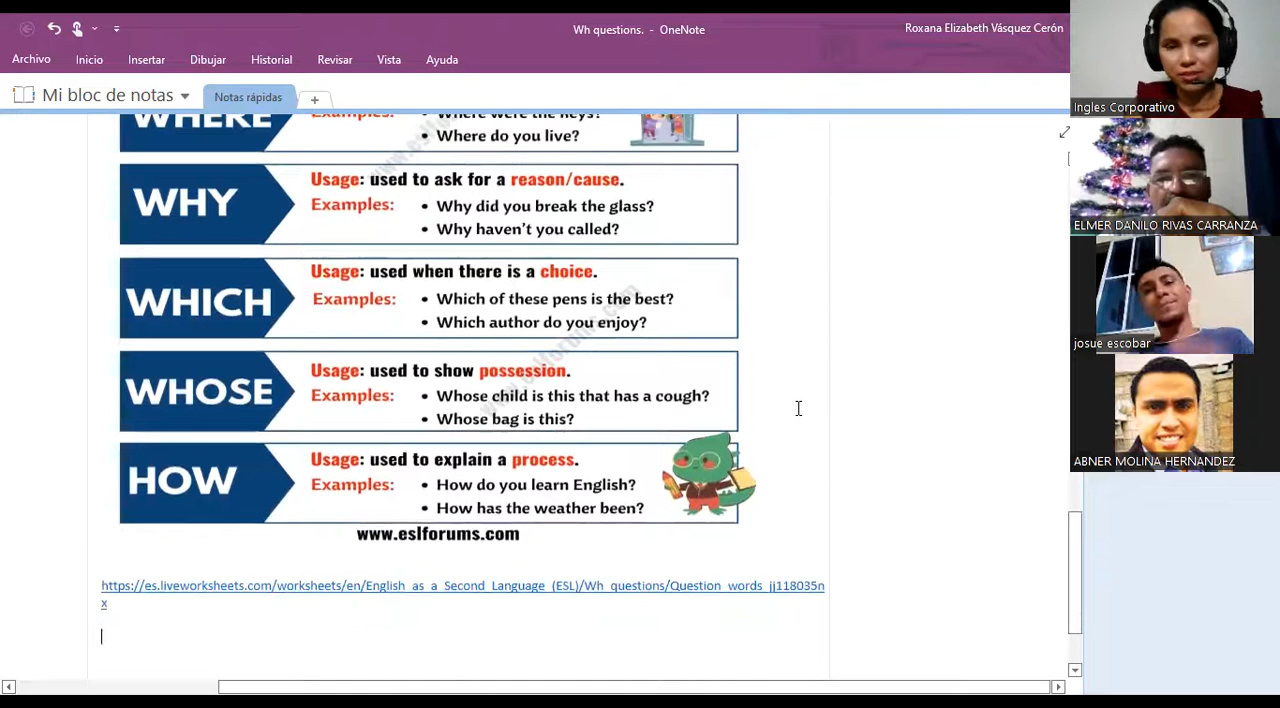 Wh questions. - OneNote
Roxana Elizabeth Vásquez Cerón
Archivo
Inicio
Insertar
Dibujar
Historial
Revisar
Vista
Ayuda
Mi bloc de notas
Notas rápidas
+
WHERE
Examples:
• Where were the keys?
• Where do you live?
WHY
Usage: used to ask for a reason/cause.
Examples:
• Why did you break the glass?
• Why haven't you called?
WHICH
Usage: used when there is a choice.
Examples:
• Which of these pens is the best?
• Which author do you enjoy?
WHOSE
Usage: used to show possession.
Examples:
• Whose child is this that has a cough?
• Whose bag is this?
HOW
Usage: used to explain a process.
Examples:
• How do you learn English?
• How has the weather been?
www.eslforums.com
https://es.liveworksheets.com/worksheets/en/English_as_a_Second_Language_(ESL)/Wh_questions/Question_words_jj118035n
x
Ingles Corporativo
ELMER DANILO RIVAS CARRANZA
josue escobar
ABNER MOLINA HERNANDEZ